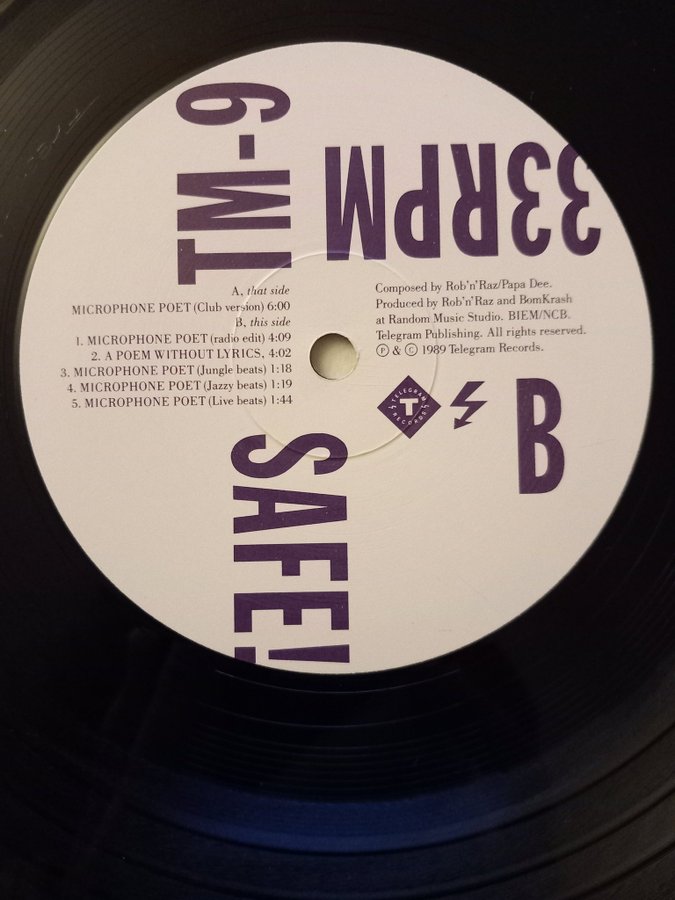 TM-9
33RPM
A, that side
MICROPHONE POET (Club version) 6:00
B, this side
1. MICROPHONE POET (radio edit) 4:09
2. A POEM WITHOUT LYRICS, 4:02
3. MICROPHONE POET (Jungle beats) 1:18
4. MICROPHONE POET (Jazzy beats) 1:19
5. MICROPHONE POET (Live beats) 1:44
Composed by Rob'n'Raz/Papa Dee.
Produced by Rob'n'Raz and BomKrash
at Random Music Studio. BIEM/NCB.
Telegram Publishing. All rights reserved.
Ⓟ & Ⓒ 1989 Telegram Records.
TELEGRAM
T
RECORDS
B
SAFE!